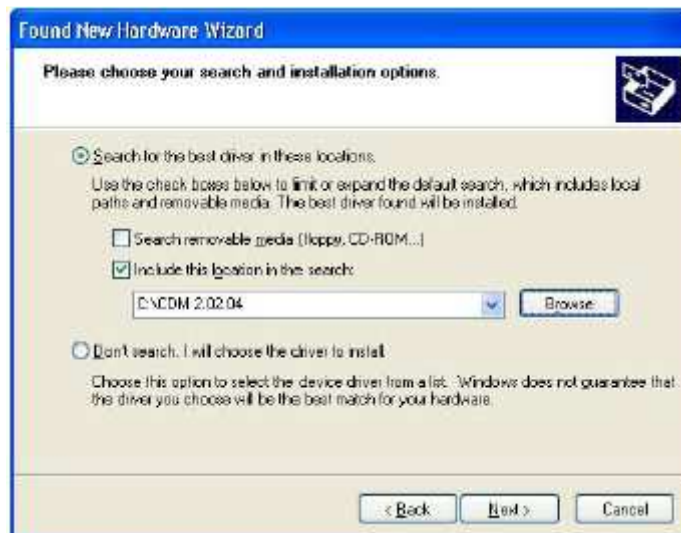 Found New Hardware Wizard
Please choose your search and installation options.
Search for the best driver in these locations.
Use the check boxes below to limit or expand the default search, which includes local
paths and removable media. The best driver found will be installed.
Search removable media (floppy, CD-ROM...)
Include this location in the search:
C:\CDM 2.02.04
Browse
Don't search. I will choose the driver to install.
Choose this option to select the device driver from a list. Windows does not guarantee that
the driver you choose will be the best match for your hardware.
< Back
Next >
Cancel